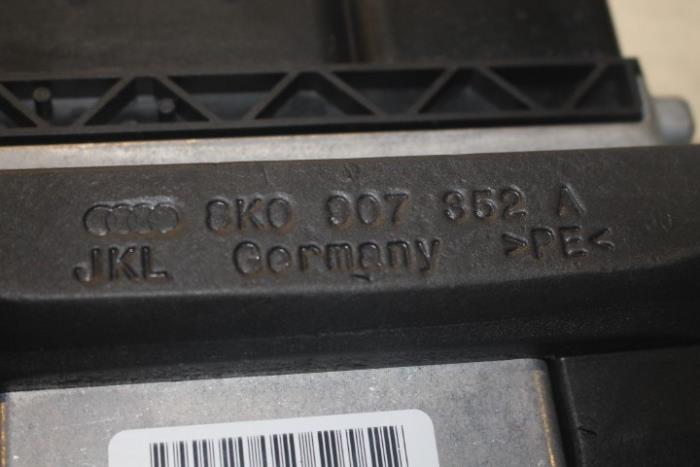 8K0 907 352 A
JKL Germany >PE<